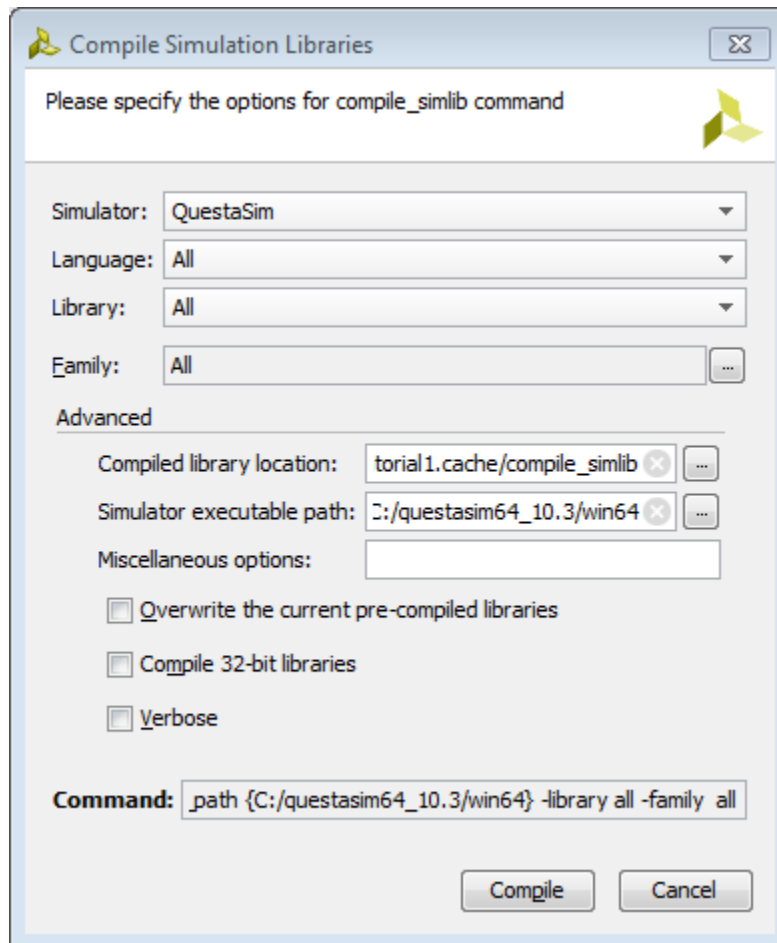 Compile Simulation Libraries
Please specify the options for compile_simlib command
Simulator: QuestaSim
Language: All
Library: All
Family: All ...
Advanced
Compiled library location: torial1.cache/compile_simlib ...
Simulator executable path: C:/questasim64_10.3/win64 ...
Miscellaneous options:
Overwrite the current pre-compiled libraries
Compile 32-bit libraries
Verbose
Command: _path {C:/questasim64_10.3/win64} -library all -family  all
Compile Cancel